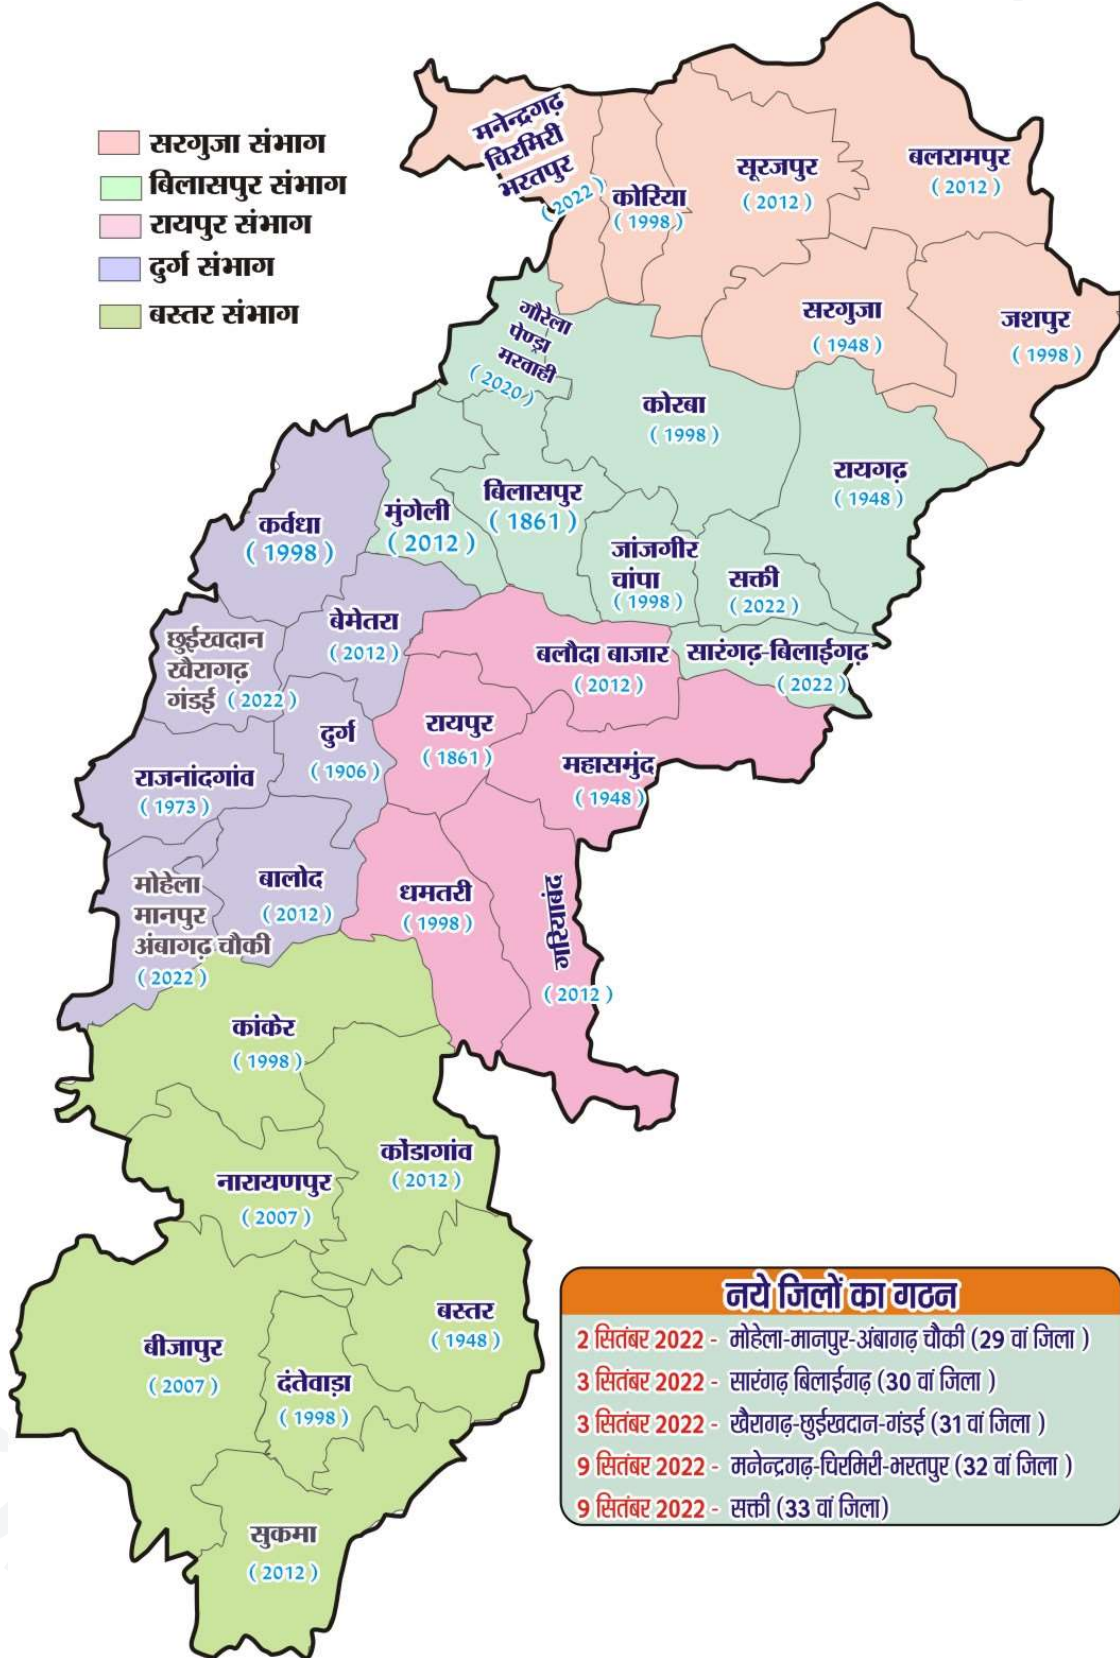 सरगुजा संभाग
बिलासपुर संभाग
रायपुर संभाग
दुर्ग संभाग
बस्तर संभाग
मनेन्द्रगढ़
चिरमिरी
भरतपुर
(2022)
कोरिया
(1998)
सूरजपुर
(2012)
बलरामपुर
(2012)
सरगुजा
(1948)
जशपुर
(1998)
गौरेला
पेण्ड्रा
मरवाही
(2020)
कोरबा
(1998)
रायगढ़
(1948)
बिलासपुर
(1861)
मुंगेली
(2012)
कर्वधा
(1998)
जांजगीर
चांपा
(1998)
सक्ती
(2022)
बेमेतरा
(2012)
छुईखदान
खैरागढ़
गंडई (2022)
बलौदा बाजार
(2012)
सारंगढ़-बिलाईगढ़
(2022)
दुर्ग
(1906)
रायपुर
(1861)
राजनांदगांव
(1973)
महासमुंद
(1948)
मोहेला
मानपुर
अंबागढ़ चौकी
(2022)
बालोद
(2012)
धमतरी
(1998)
गारियाबंद
(2012)
कांकेर
(1998)
कोंडागांव
(2012)
नारायणपुर
(2007)
बस्तर
(1948)
बीजापुर
(2007)
दंतेवाड़ा
(1998)
सुकमा
(2012)
नये जिलों का गठन
2 सितंबर 2022 - मोहेला-मानपुर-अंबागढ़ चौकी (29 वां जिला )
3 सितंबर 2022 - सारंगढ़ बिलाईगढ़ (30 वां जिला )
3 सितंबर 2022 - खैरागढ़-छुईखदान-गंडई (31 वां जिला )
9 सितंबर 2022 - मनेन्द्रगढ़-चिरमिरी-भरतपुर (32 वां जिला )
9 सितंबर 2022 - सक्ती (33 वां जिला)